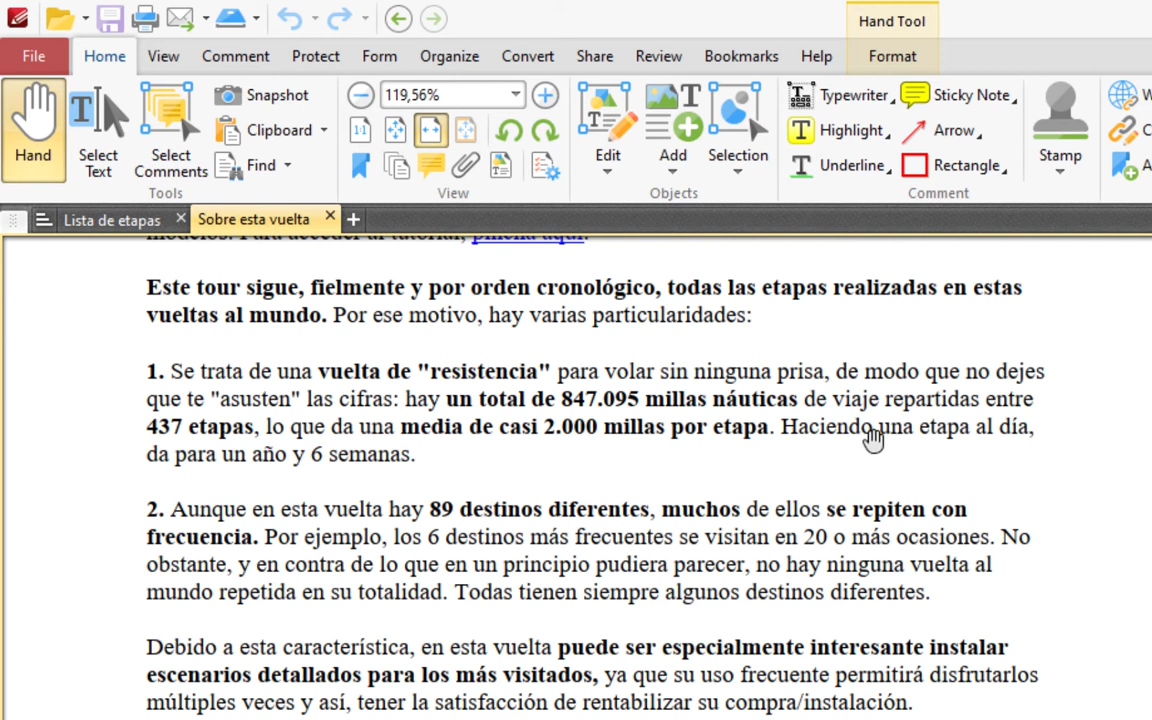 Hand Tool
File Home View Comment Protect Form Organize Convert Share Review Bookmarks Help Format
Hand
Select Text
Select Comments
Snapshot
Clipboard
Find
Tools
119,56%
1:1
View
Edit
Add
Selection
Objects
Typewriter
Sticky Note
Highlight
Arrow
Underline
Rectangle
Comment
Stamp
Lista de etapas
Sobre esta vuelta
modelos. Para acceder al tutorial, pincha aquí.
Este tour sigue, fielmente y por orden cronológico, todas las etapas realizadas en estas
vueltas al mundo. Por ese motivo, hay varias particularidades:
1. Se trata de una vuelta de "resistencia" para volar sin ninguna prisa, de modo que no dejes
que te "asusten" las cifras: hay un total de 847.095 millas náuticas de viaje repartidas entre
437 etapas, lo que da una media de casi 2.000 millas por etapa. Haciendo una etapa al día,
da para un año y 6 semanas.
2. Aunque en esta vuelta hay 89 destinos diferentes, muchos de ellos se repiten con
frecuencia. Por ejemplo, los 6 destinos más frecuentes se visitan en 20 o más ocasiones. No
obstante, y en contra de lo que en un principio pudiera parecer, no hay ninguna vuelta al
mundo repetida en su totalidad. Todas tienen siempre algunos destinos diferentes.
Debido a esta característica, en esta vuelta puede ser especialmente interesante instalar
escenarios detallados para los más visitados, ya que su uso frecuente permitirá disfrutarlos
múltiples veces y así, tener la satisfacción de rentabilizar su compra/instalación.